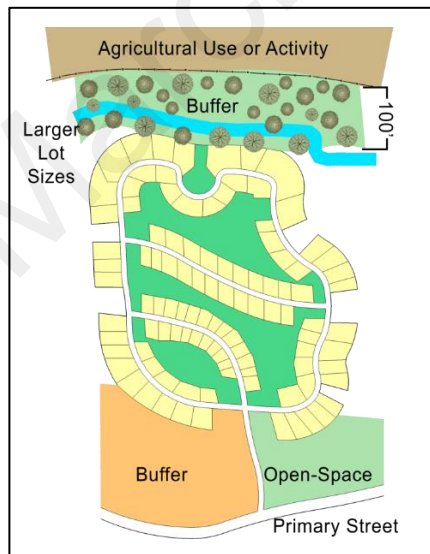 Agricultural Use or Activity
Buffer
100'
Larger
Lot
Sizes
Buffer
Open-Space
Primary Street